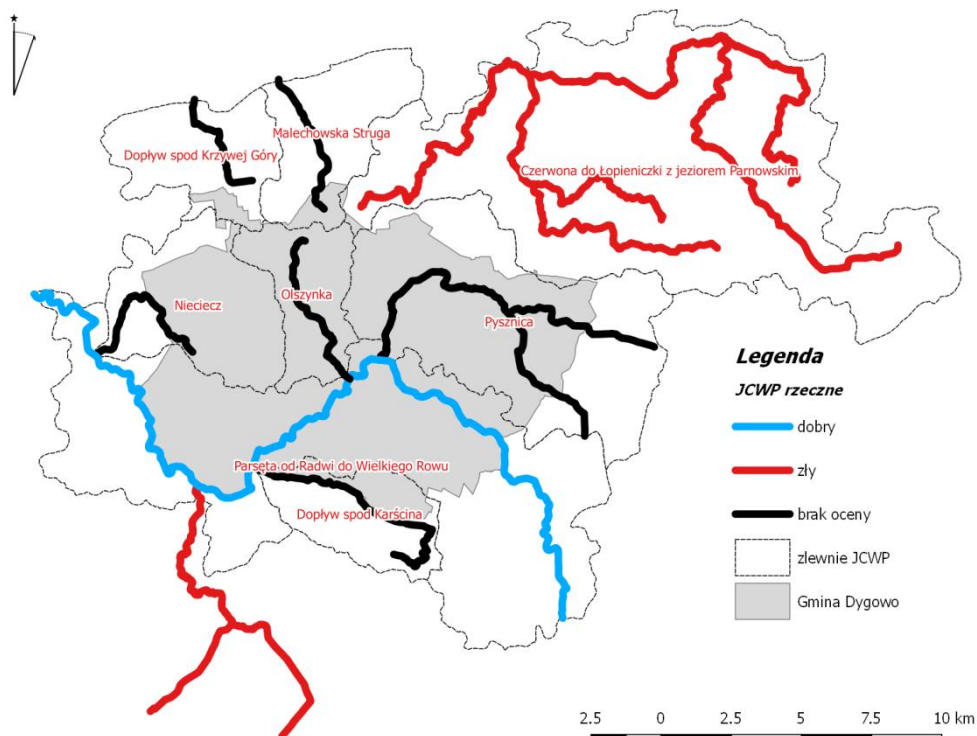 Malechowska Struga
Dopływ spod Krzywej Góry
Czerwona do Łopieniczki z jeziorem Parnowskim
Nieciecz
Olszynka
Pysznica
Parsęta od Radwi do Wielkiego Rowu
Dopływ spod Karścina
Legenda
JCWP rzeczne
dobry
zły
brak oceny
zlewnie JCWP
Gmina Dygowo
2.5 0 2.5 5 7.5 10 km